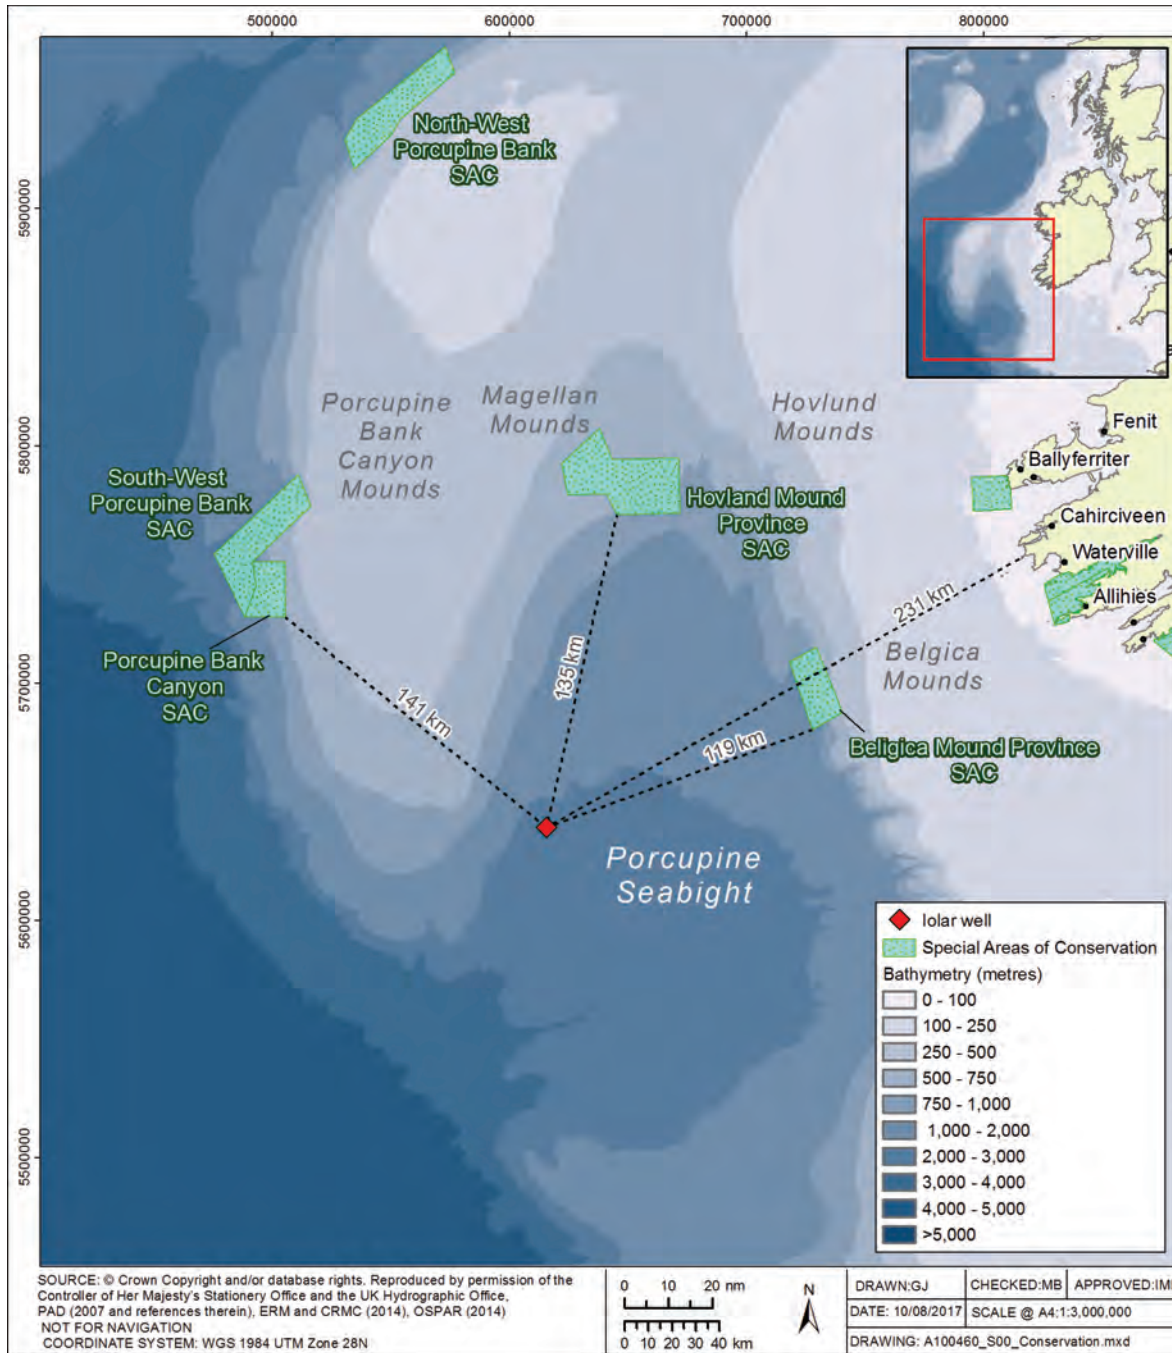 500000 600000 700000 800000
5900000
5800000
5700000
5600000
5500000
North-West
Porcupine Bank
SAC
Porcupine
Bank
Canyon
Mounds
Magellan
Mounds
Hovlund
Mounds
Fenit
Ballyferriter
Cahirciveen
Waterville
Allihies
South-West
Porcupine Bank
SAC
Hovland Mound
Province
SAC
Porcupine Bank
Canyon
SAC
Belgica
Mounds
Beligica Mound Province
SAC
141 km
135 km
231 km
119 km
Porcupine
Seabight
Iolar well
Special Areas of Conservation
Bathymetry (metres)
0 - 100
100 - 250
250 - 500
500 - 750
750 - 1,000
1,000 - 2,000
2,000 - 3,000
3,000 - 4,000
4,000 - 5,000
>5,000
SOURCE: © Crown Copyright and/or database rights. Reproduced by permission of the
Controller of Her Majesty's Stationery Office and the UK Hydrographic Office,
PAD (2007 and references therein), ERM and CRMC (2014), OSPAR (2014)
NOT FOR NAVIGATION
COORDINATE SYSTEM: WGS 1984 UTM Zone 28N
0 10 20 nm
0 10 20 30 40 km
N
DRAWN:GJ CHECKED:MB APPROVED:IM
DATE: 10/08/2017 SCALE @ A4:1:3,000,000
DRAWING: A100460_S00_Conservation.mxd